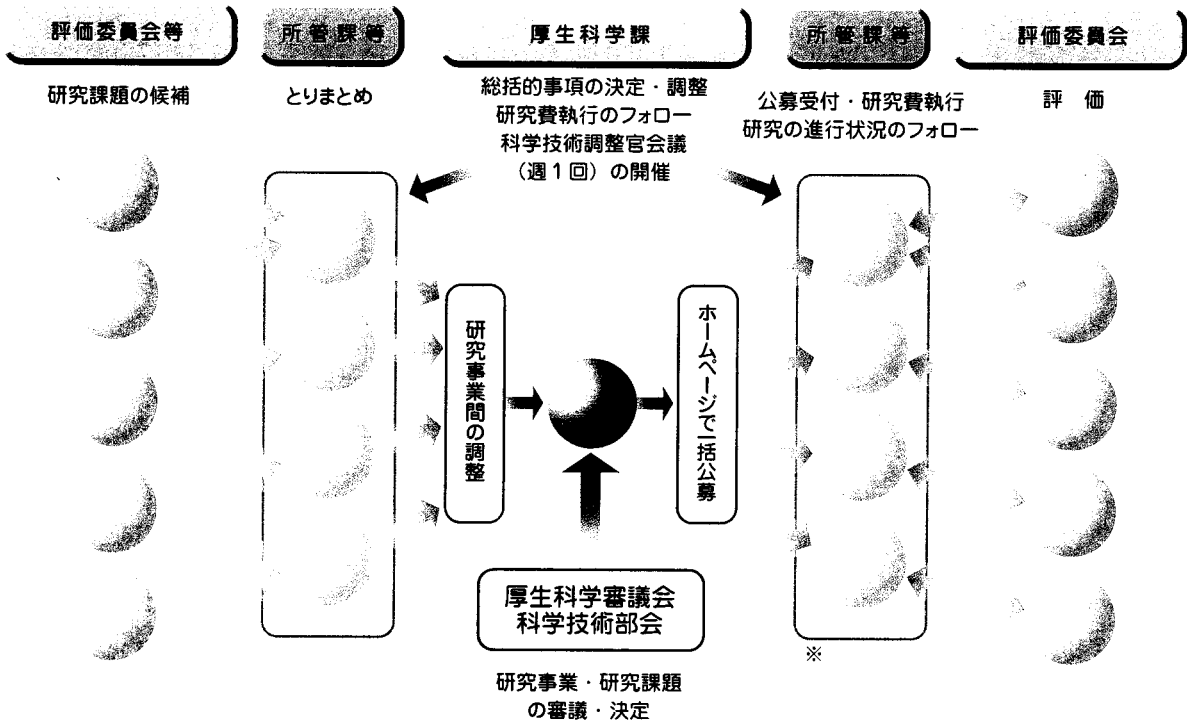 評価委員会等
所管課等
厚生科学課
所管課等
評価委員会
研究課題の候補
とりまとめ
総括的事項の決定・調整
研究費執行のフォロー
科学技術調整官会議
(週1回)の開催
公募受付・研究費執行
研究の進行状況のフォロー
評 価
研究事業間の調整
ホームページで一括公募
厚生科学審議会
科学技術部会
研究事業・研究課題
の審議・決定
※